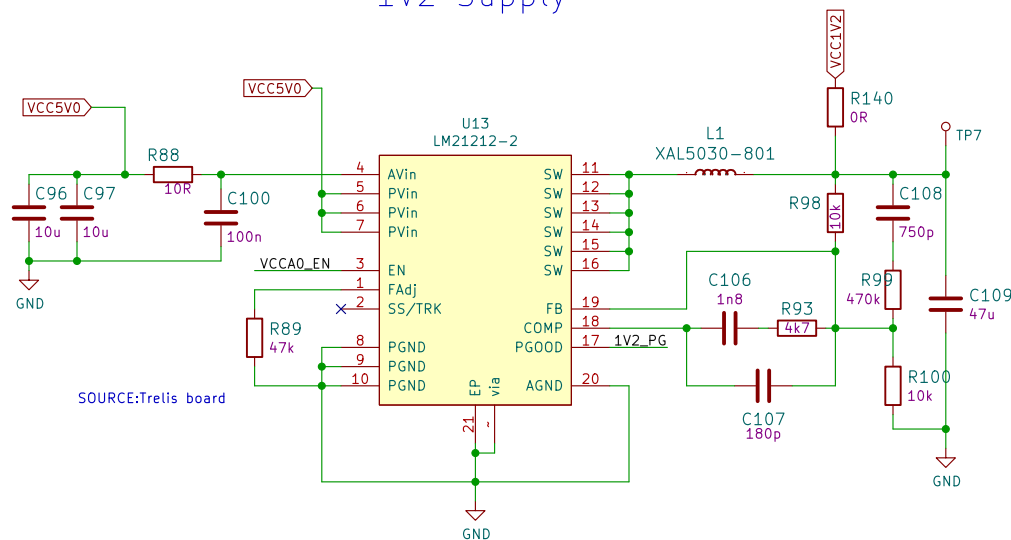 1V2 Supply
VCC5V0
VCC5V0
VCC1V2
R88
10R
C96
10u
C97
10u
C100
100n
U13
LM21212-2
4 AVin
5 PVin
6 PVin
7 PVin
3 EN
1 FAdj
2 SS/TRK
8 PGND
9 PGND
10 PGND
SW 11
SW 12
SW 13
SW 14
SW 15
SW 16
FB 19
COMP 18
PGOOD 17
AGND 20
EP 21
via ~
VCCA0_EN
1V2_PG
R89
47k
GND
SOURCE:Trelis board
GND
L1
XAL5030-801
R140
0R
TP7
R98
10k
C108
750p
R99
470k
C106
1n8
R93
4k7
C107
180p
R100
10k
C109
47u
GND